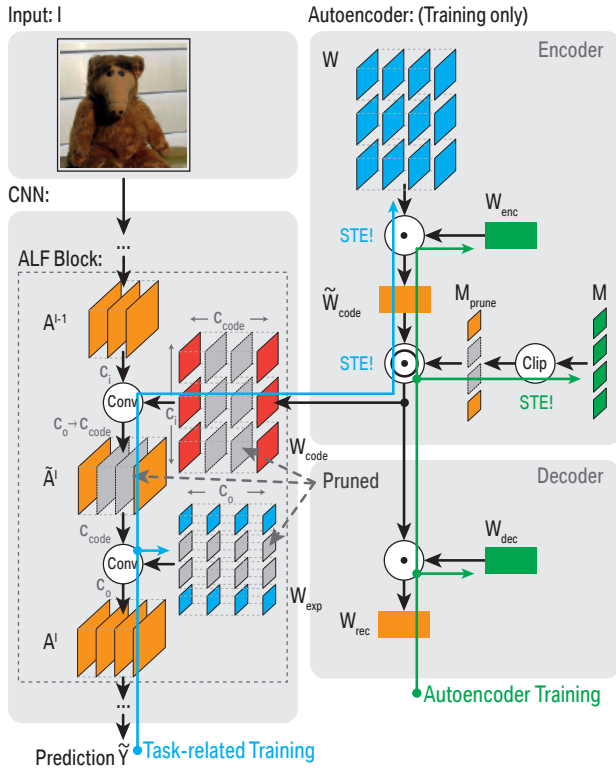 Input: I
Autoencoder: (Training only)
Encoder
W
W_enc
STE!
W̃_code
M_prune
M
STE!
Clip
STE!
CNN:
...
ALF Block:
A^l-1
C_code
C_i
Conv
C_i
C_o→C_code
W_code
Ã^l
Pruned
C_o
C_code
Conv
C_o
W_exp
A^l
...
Prediction Ỹ
Task-related Training
Decoder
W_dec
W_rec
Autoencoder Training